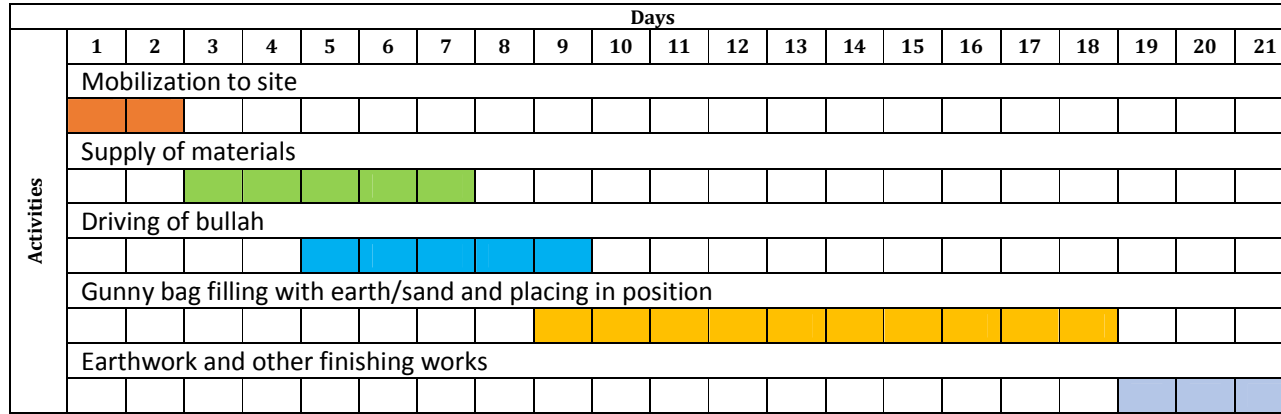 Days
1 2 3 4 5 6 7 8 9 10 11 12 13 14 15 16 17 18 19 20 21
Activities
Mobilization to site
Supply of materials
Driving of bullah
Gunny bag filling with earth/sand and placing in position
Earthwork and other finishing works